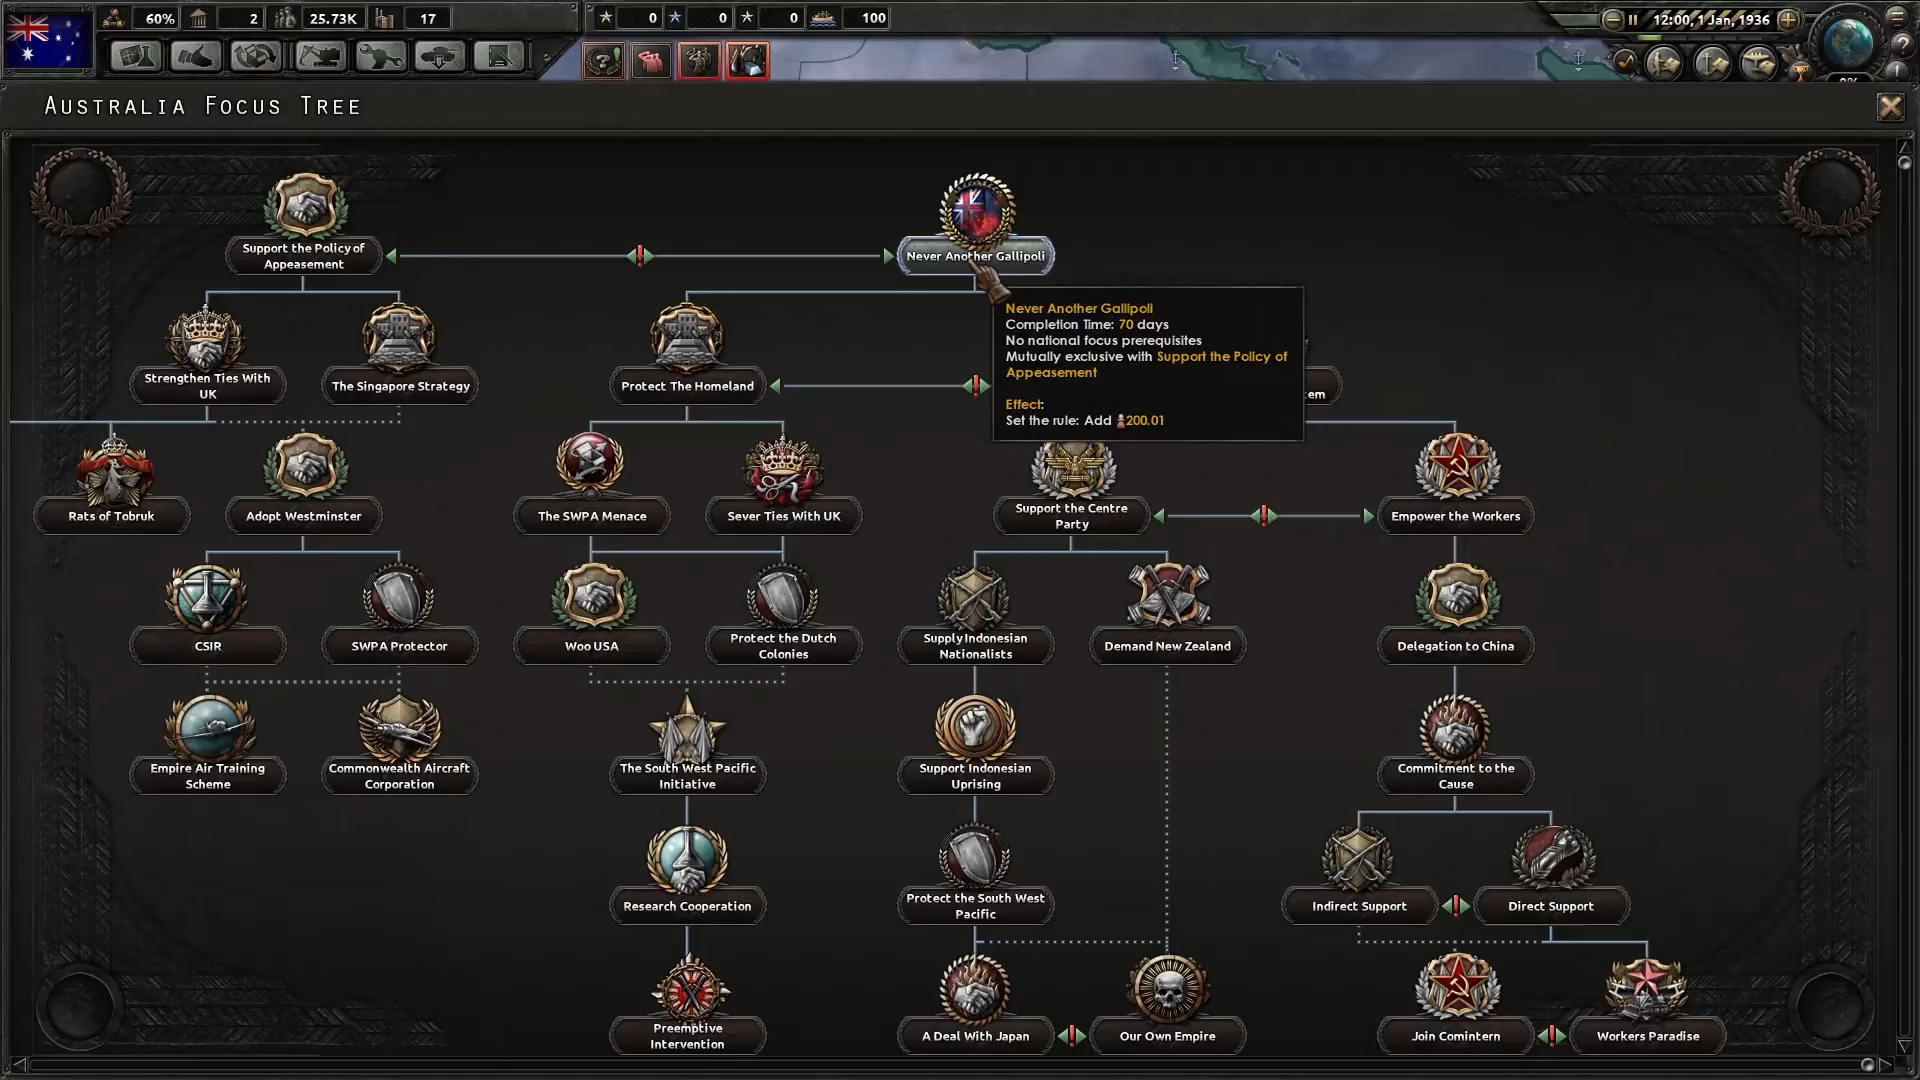 60%
2
25.73K
17
0
0
0
100
12:00, 1 Jan, 1936
AUSTRALIA FOCUS TREE
Support the Policy of
Appeasement
Never Another Gallipoli
Never Another Gallipoli
Completion Time: 70 days
No national focus prerequisites
Mutually exclusive with Support the Policy of
Appeasement
Effect:
Set the rule: Add 200.01
Strengthen Ties With
UK
The Singapore Strategy
Protect The Homeland
Rats of Tobruk
Adopt Westminster
The SWPA Menace
Sever Ties With UK
Support the Centre
Party
Empower the Workers
CSIR
SWPA Protector
Woo USA
Protect the Dutch
Colonies
Supply Indonesian
Nationalists
Demand New Zealand
Delegation to China
Empire Air Training
Scheme
Commonwealth Aircraft
Corporation
The South West Pacific
Initiative
Support Indonesian
Uprising
Commitment to the
Cause
Research Cooperation
Protect the South West
Pacific
Indirect Support
Direct Support
Preemptive
Intervention
A Deal With Japan
Our Own Empire
Join Comintern
Workers Paradise